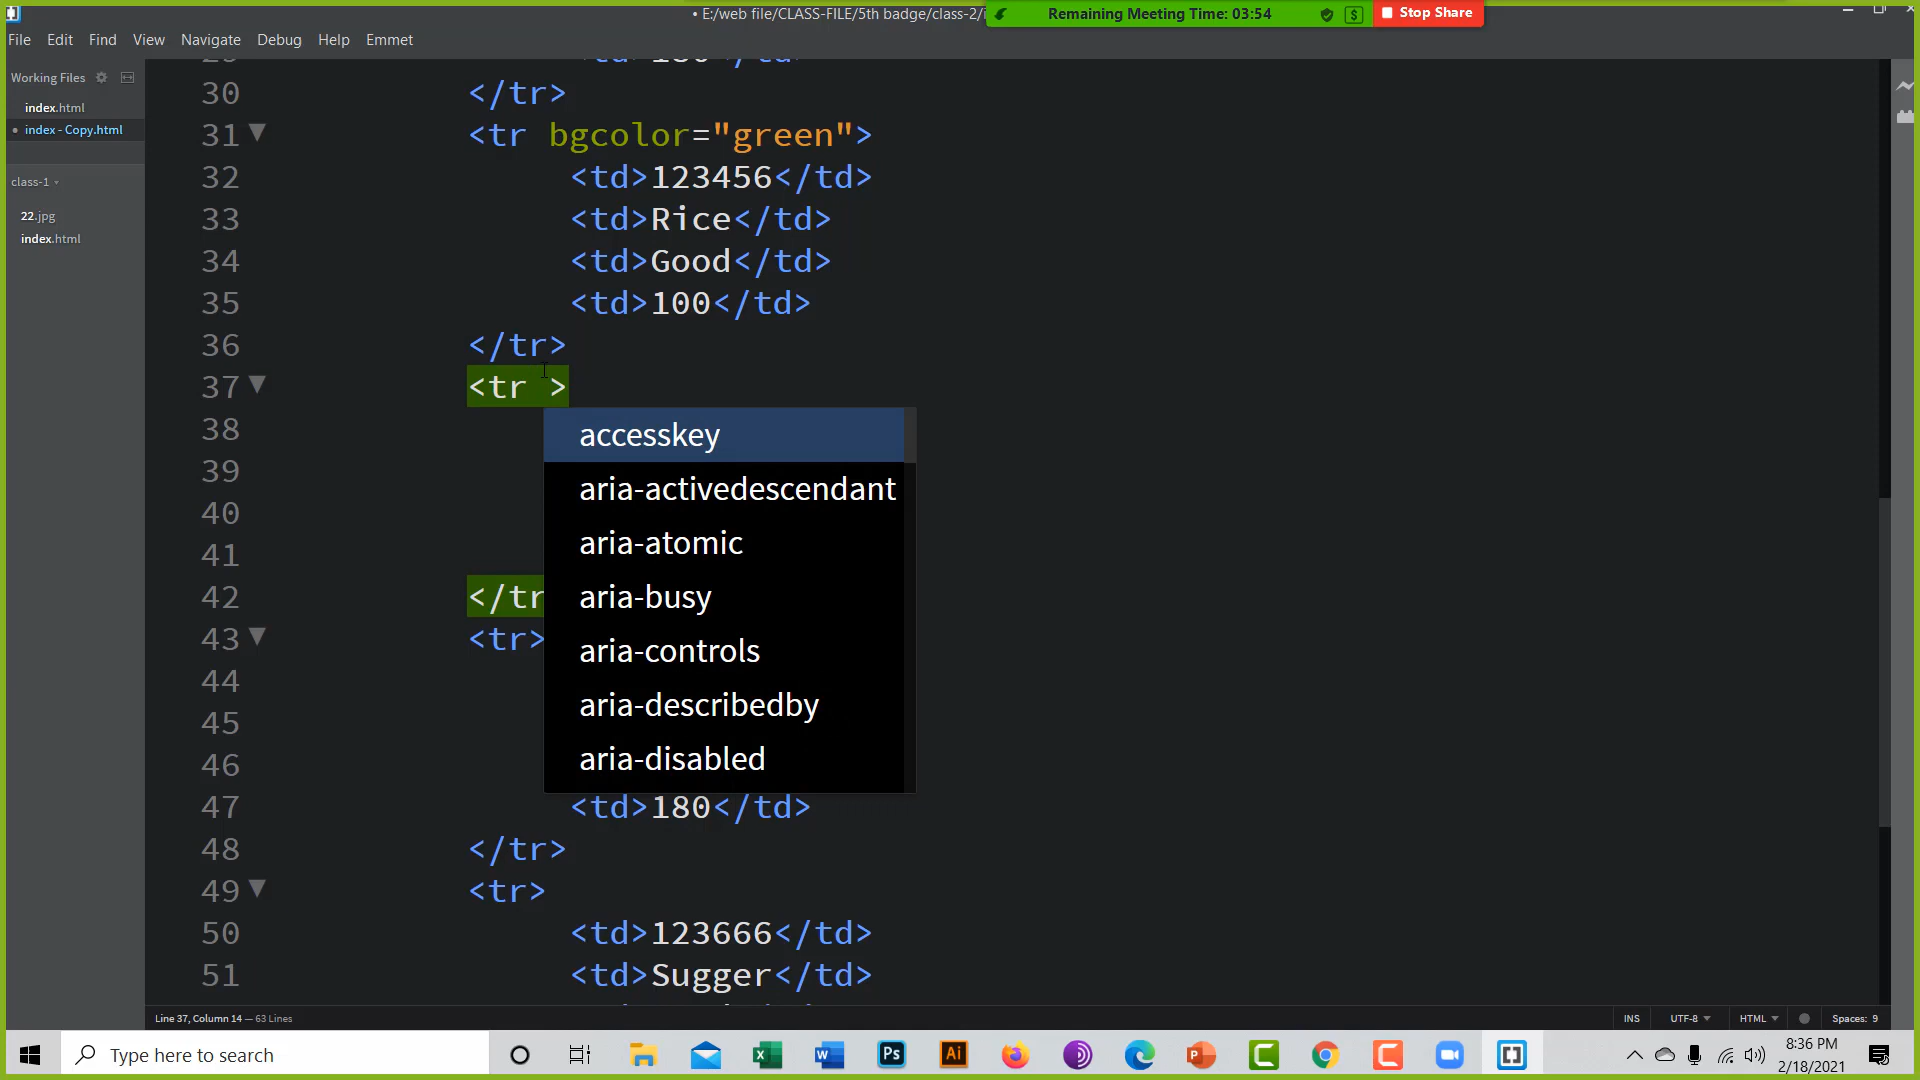 • E:/web file/CLASS-FILE/5th badge/class-2/i
Remaining Meeting Time: 03:54
Stop Share
File Edit Find View Navigate Debug Help Emmet
Working Files
index.html
• index - Copy.html
class-1
22.jpg
index.html
30 </tr>
31 <tr bgcolor="green">
32 <td>123456</td>
33 <td>Rice</td>
34 <td>Good</td>
35 <td>100</td>
36 </tr>
37 <tr >
38
39
40
41
42 </tr
43 <tr>
44
45
46
47 <td>180</td>
48 </tr>
49 <tr>
50 <td>123666</td>
51 <td>Sugger</td>
accesskey
aria-activedescendant
aria-atomic
aria-busy
aria-controls
aria-describedby
aria-disabled
Line 37, Column 14 — 63 Lines
INS UTF-8 HTML Spaces: 9
Type here to search
8:36 PM
2/18/2021